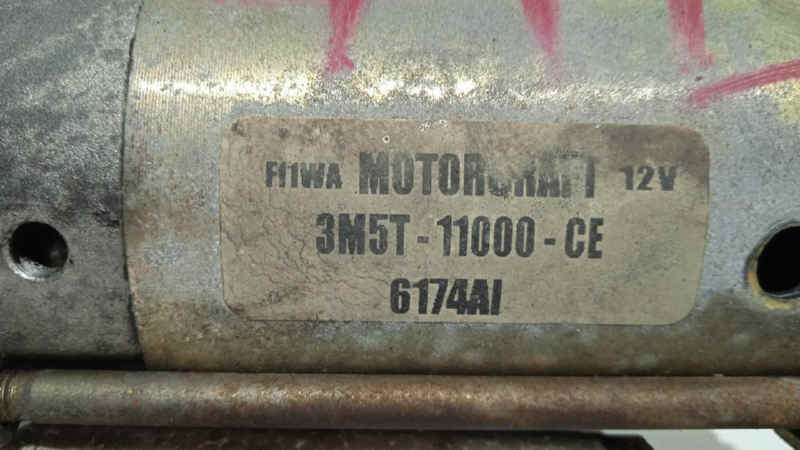 F11WA MOTORCRAFT 12V
3M5T-11000-CE
6174AI